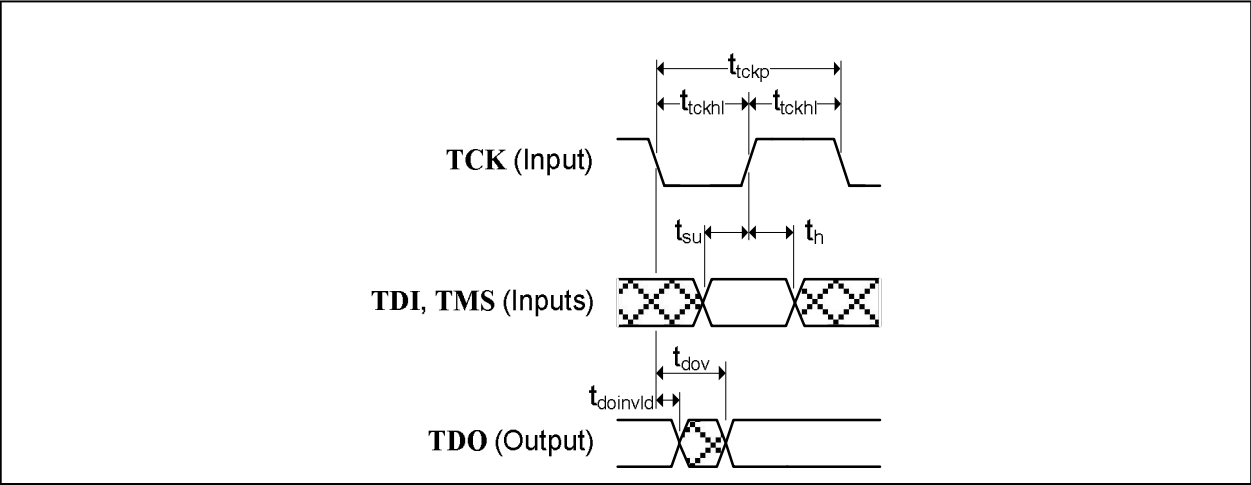 ttckp
ttckhl ttckhl
TCK (Input)
tsu th
TDI, TMS (Inputs)
tdov
tdoinvld
TDO (Output)